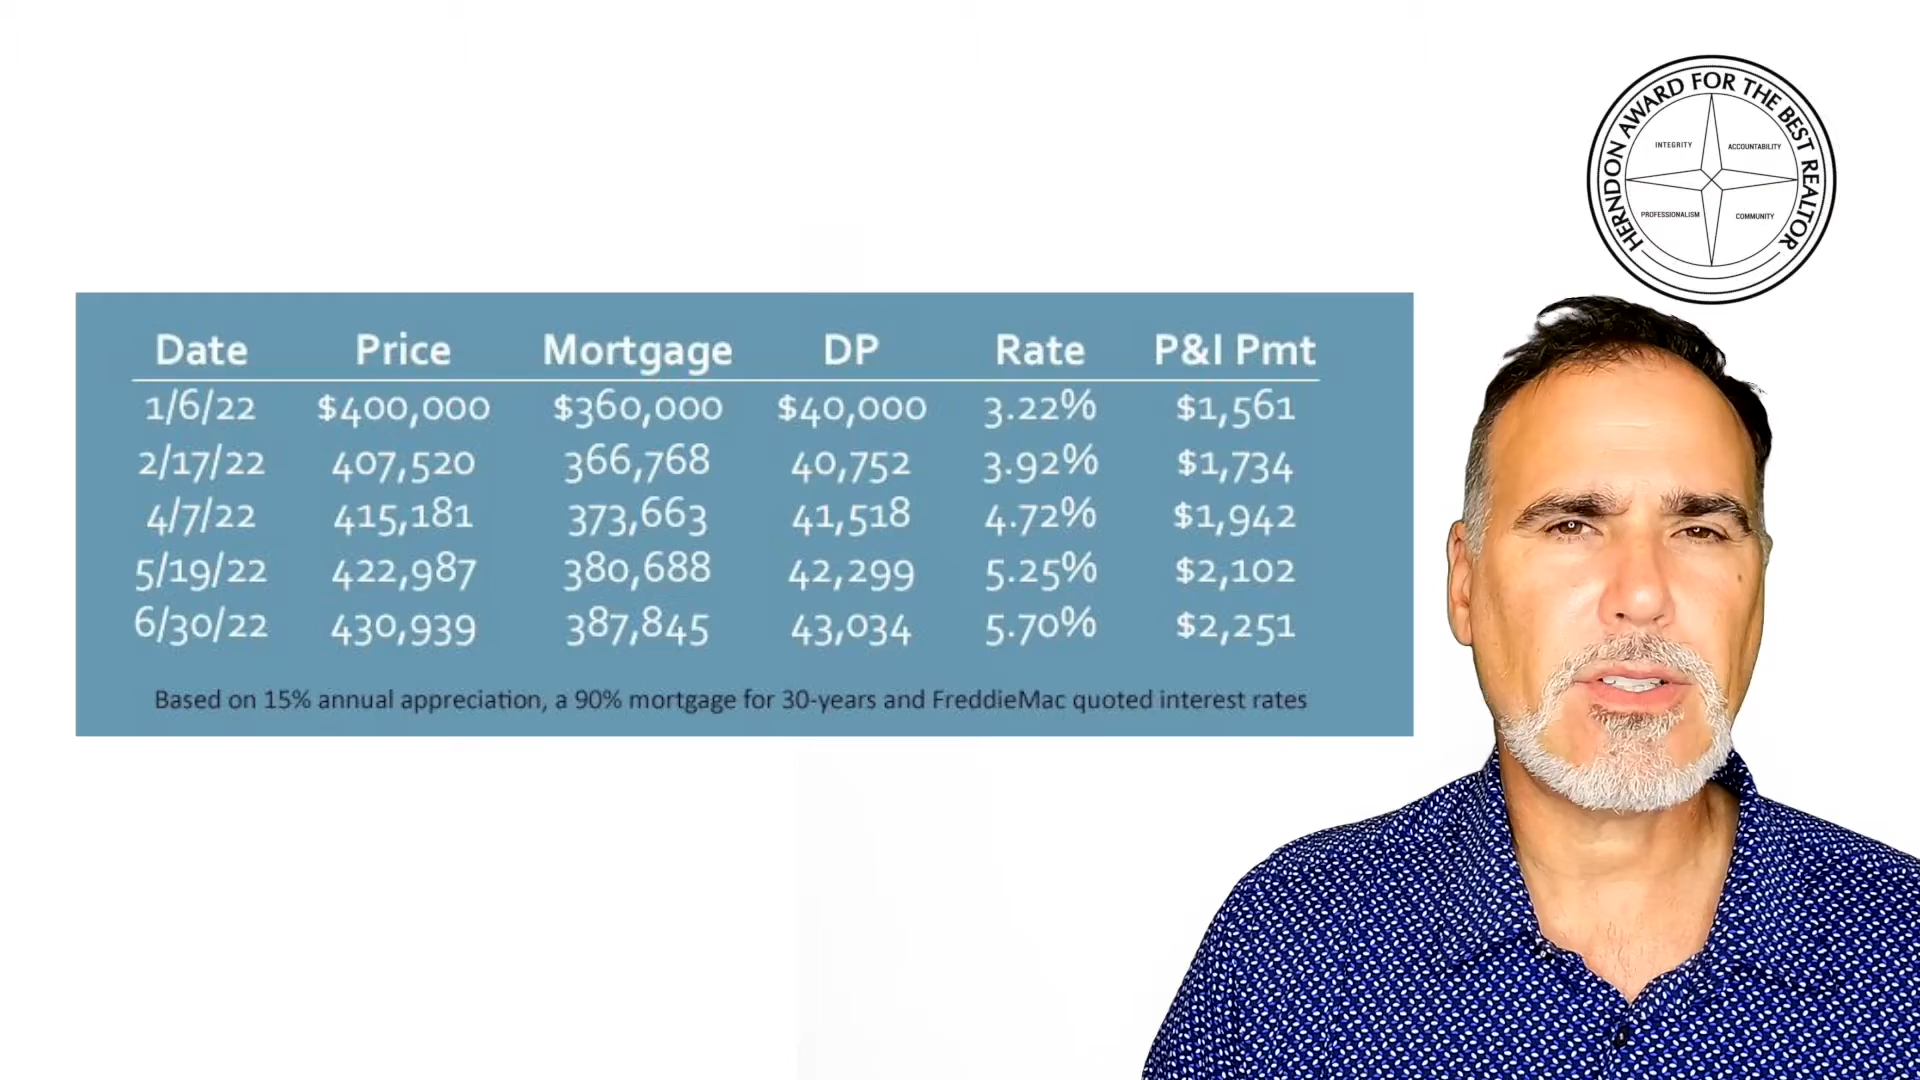 HERNDON AWARD FOR THE BEST REALTOR
INTEGRITY
ACCOUNTABILITY
PROFESSIONALISM
COMMUNITY
Date Price Mortgage DP Rate P&I Pmt
1/6/22 $400,000 $360,000 $40,000 3.22% $1,561
2/17/22 407,520 366,768 40,752 3.92% $1,734
4/7/22 415,181 373,663 41,518 4.72% $1,942
5/19/22 422,987 380,688 42,299 5.25% $2,102
6/30/22 430,939 387,845 43,034 5.70% $2,251
Based on 15% annual appreciation, a 90% mortgage for 30-years and FreddieMac quoted interest rates